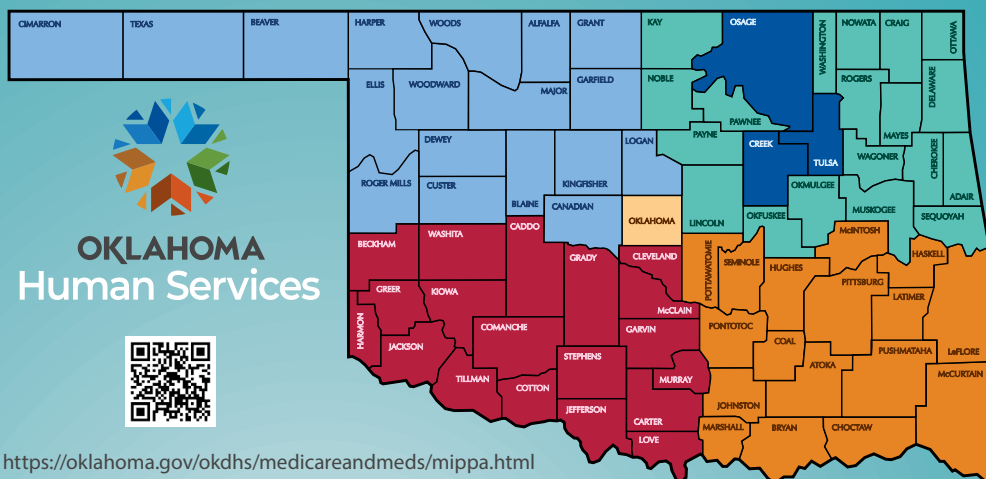 CIMARRON
TEXAS
BEAVER
HARPER
WOODS
ALFALFA
GRANT
KAY
OSAGE
WASHINGTON
NOWATA
CRAIG
OTTAWA
ELLIS
WOODWARD
MAJOR
GARFIELD
NOBLE
PAWNEE
ROGERS
DELAWARE
MAYES
DEWEY
LOGAN
PAYNE
CREEK
TULSA
WAGONER
CHEROKEE
ADAIR
ROGER MILLS
CUSTER
BLAINE
KINGFISHER
CANADIAN
OKLAHOMA
LINCOLN
OKFUSKEE
OKMULGEE
MUSKOGEE
SEQUOYAH
BECKHAM
WASHITA
CADDO
GRADY
CLEVELAND
POTTAWATOMIE
SEMINOLE
HUGHES
McINTOSH
HASKELL
GREER
KIOWA
McCLAIN
PITTSBURG
LATIMER
HARMON
JACKSON
COMANCHE
GARVIN
PONTOTOC
COAL
PUSHMATAHA
LeFLORE
TILLMAN
COTTON
STEPHENS
MURRAY
ATOKA
McCURTAIN
JEFFERSON
CARTER
JOHNSTON
LOVE
MARSHALL
BRYAN
CHOCTAW
OKLAHOMA
Human Services
https://oklahoma.gov/okdhs/medicareandmeds/mippa.html